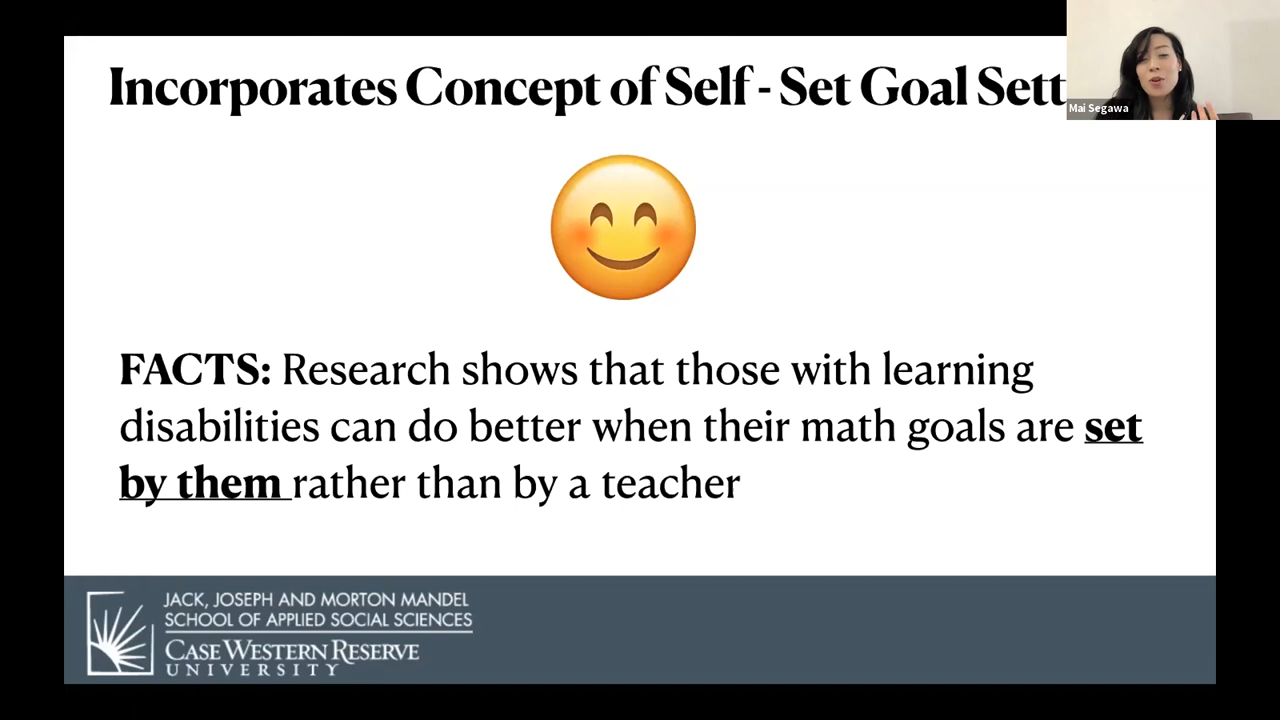 Incorporates Concept of Self - Set Goal Sett
Mai Segawa
FACTS: Research shows that those with learning
disabilities can do better when their math goals are set
by them rather than by a teacher
JACK, JOSEPH AND MORTON MANDEL
SCHOOL OF APPLIED SOCIAL SCIENCES
CASE WESTERN RESERVE
UNIVERSITY